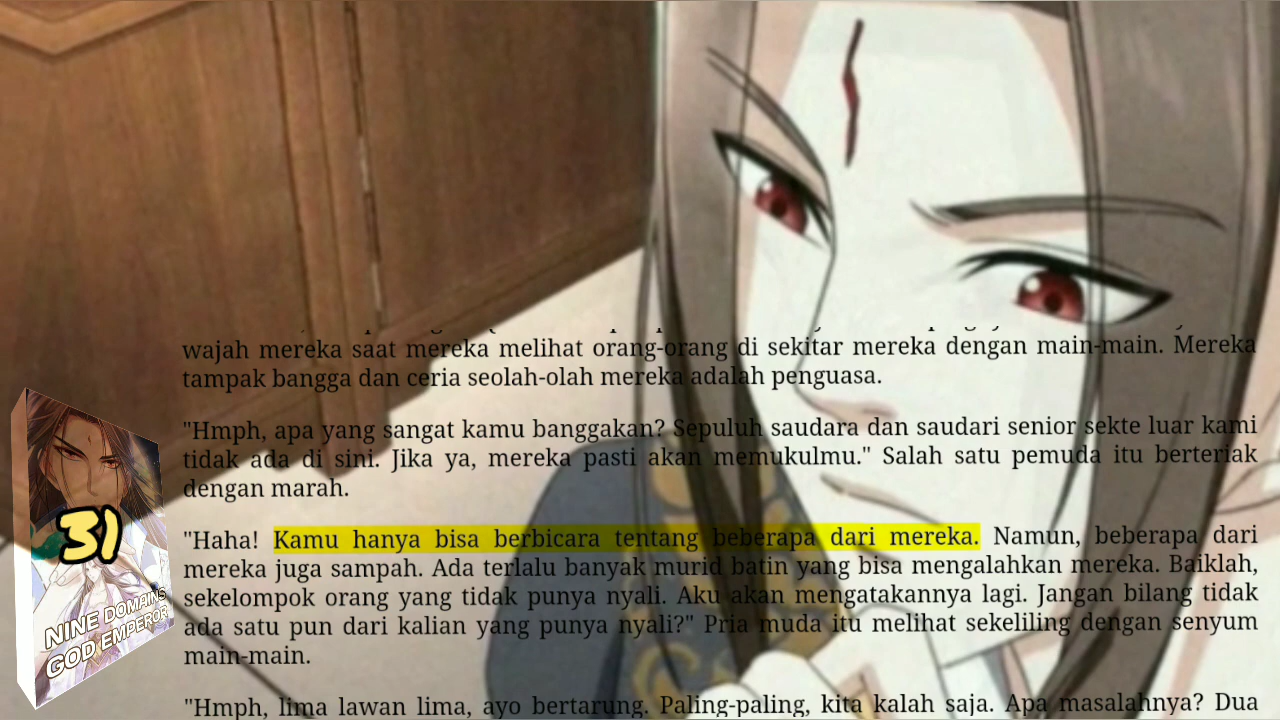 wajah mereka saat mereka melihat orang-orang di sekitar mereka dengan main-main. Mereka
tampak bangga dan ceria seolah-olah mereka adalah penguasa.
"Hmph, apa yang sangat kamu banggakan? Sepuluh saudara dan saudari senior sekte luar kami
tidak ada di sini. Jika ya, mereka pasti akan memukulmu." Salah satu pemuda itu berteriak
dengan marah.
"Haha! Kamu hanya bisa berbicara tentang beberapa dari mereka. Namun, beberapa dari
mereka juga sampah. Ada terlalu banyak murid batin yang bisa mengalahkan mereka. Baiklah,
sekelompok orang yang tidak punya nyali. Aku akan mengatakannya lagi. Jangan bilang tidak
ada satu pun dari kalian yang punya nyali?" Pria muda itu melihat sekeliling dengan senyum
main-main.
"Hmph, lima lawan lima, ayo bertarung. Paling-paling, kita kalah saja. Apa masalahnya? Dua
31
NINE DOMAINS
GOD EMPEROR